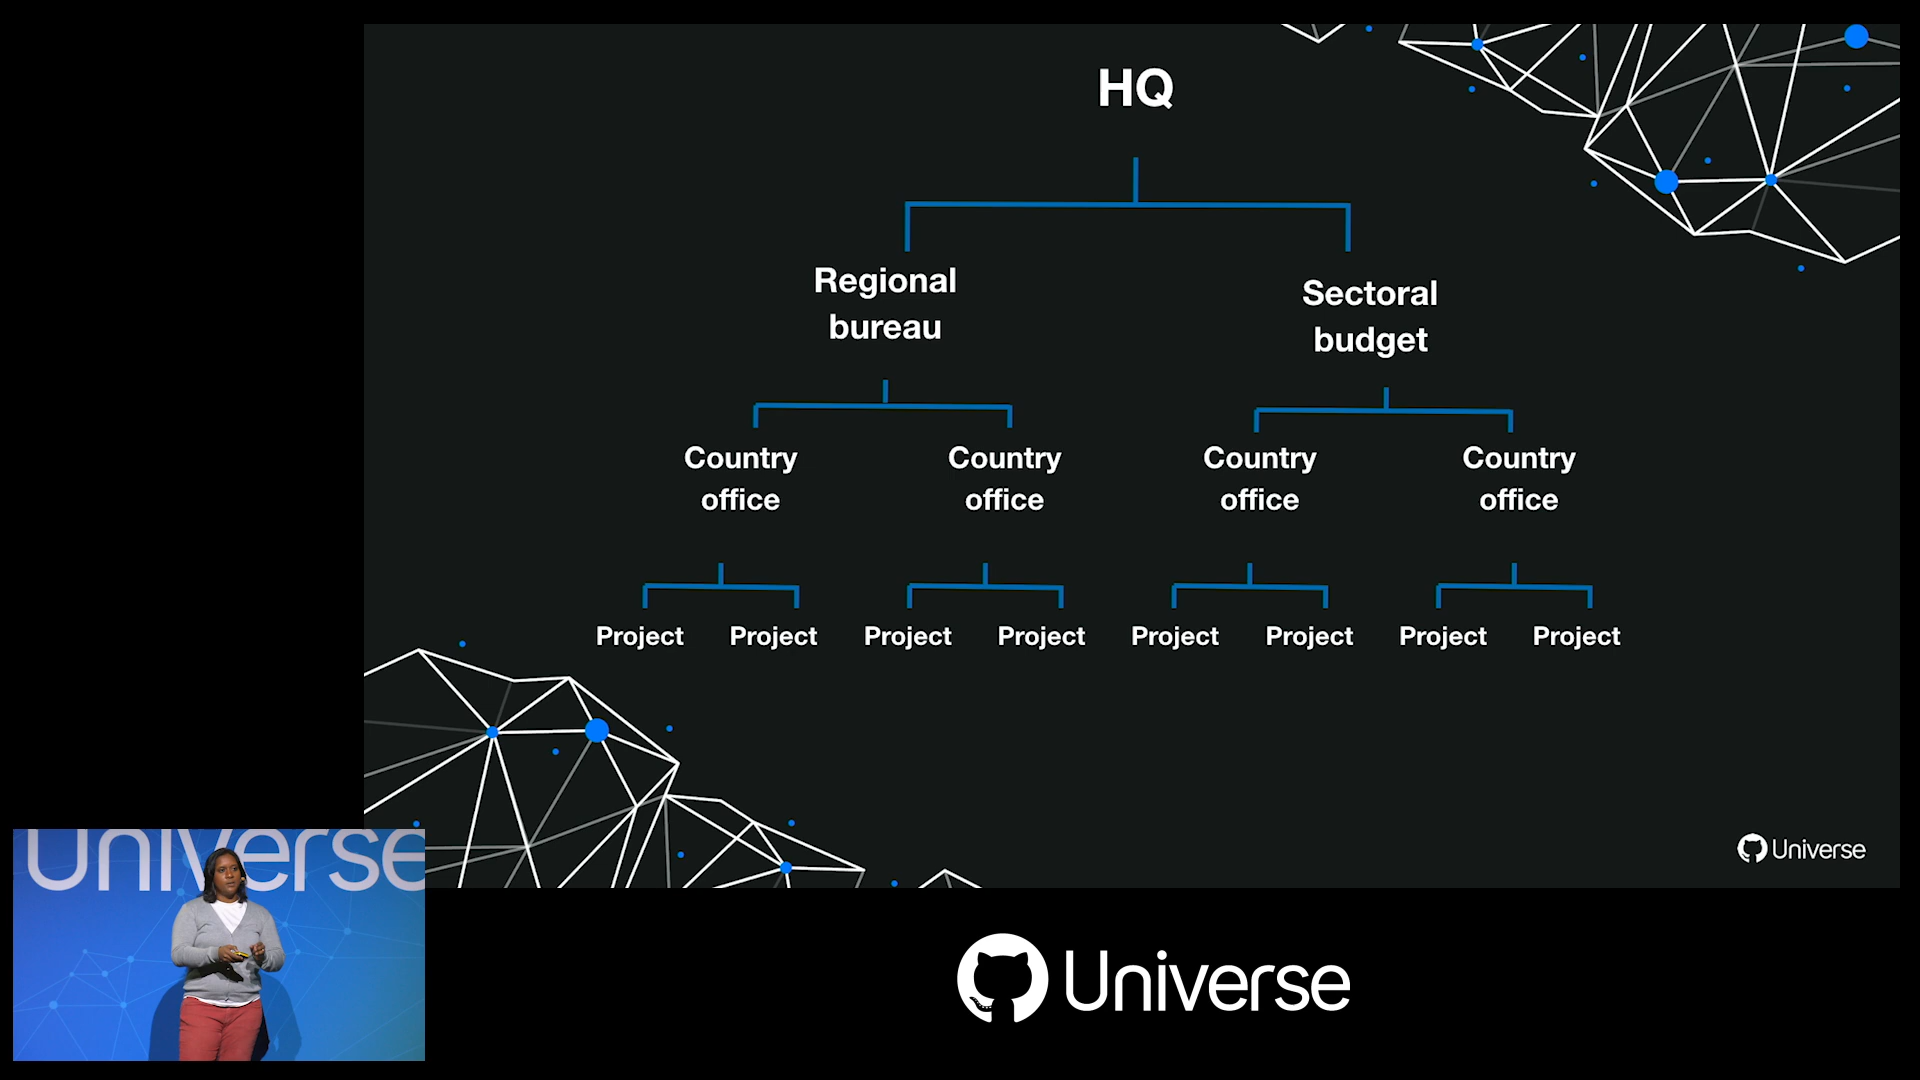 HQ
Regional
bureau
Sectoral
budget
Country
office
Country
office
Country
office
Country
office
Project Project Project Project Project Project Project Project
Universe
Universe
Universe